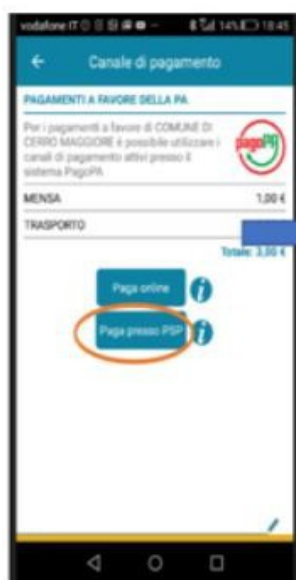 vodafone IT 14% 18:45
Canale di pagamento
PAGAMENTI A FAVORE DELLA PA
Per i pagamenti a favore di COMUNE DI
CERRO MAGGIORE è possibile utilizzare i
canali di pagamento attivi presso il
sistema PagoPA
pagoPA
MENSA 1,00 €
TRASPORTO
Totale: 3,00 €
Paga online i
Paga presso PSP i